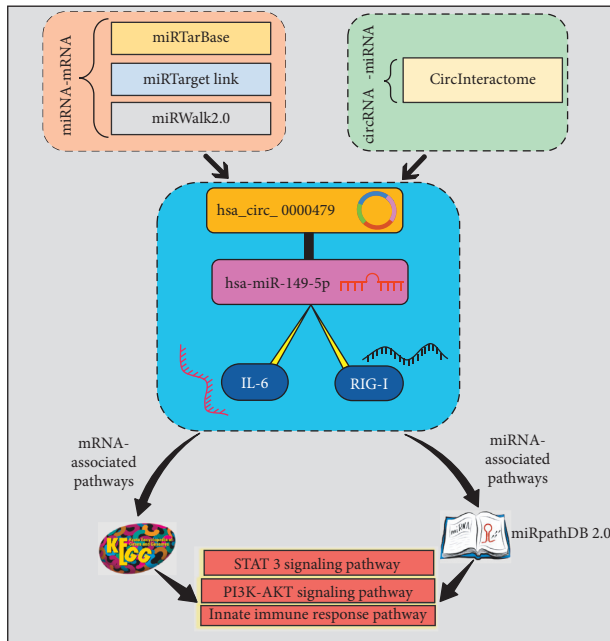 miRNA-mRNA
miRTarBase
miRTarget link
miRWalk2.0
circRNA -miRNA
CircInteractome
hsa_circ_ 0000479
hsa-miR-149-5p
IL-6
RIG-I
mRNA-
associated
pathways
miRNA-
associated
pathways
KEGG
miRpathDB 2.0
STAT 3 signaling pathway
PI3K-AKT signaling pathway
Innate immune response pathway